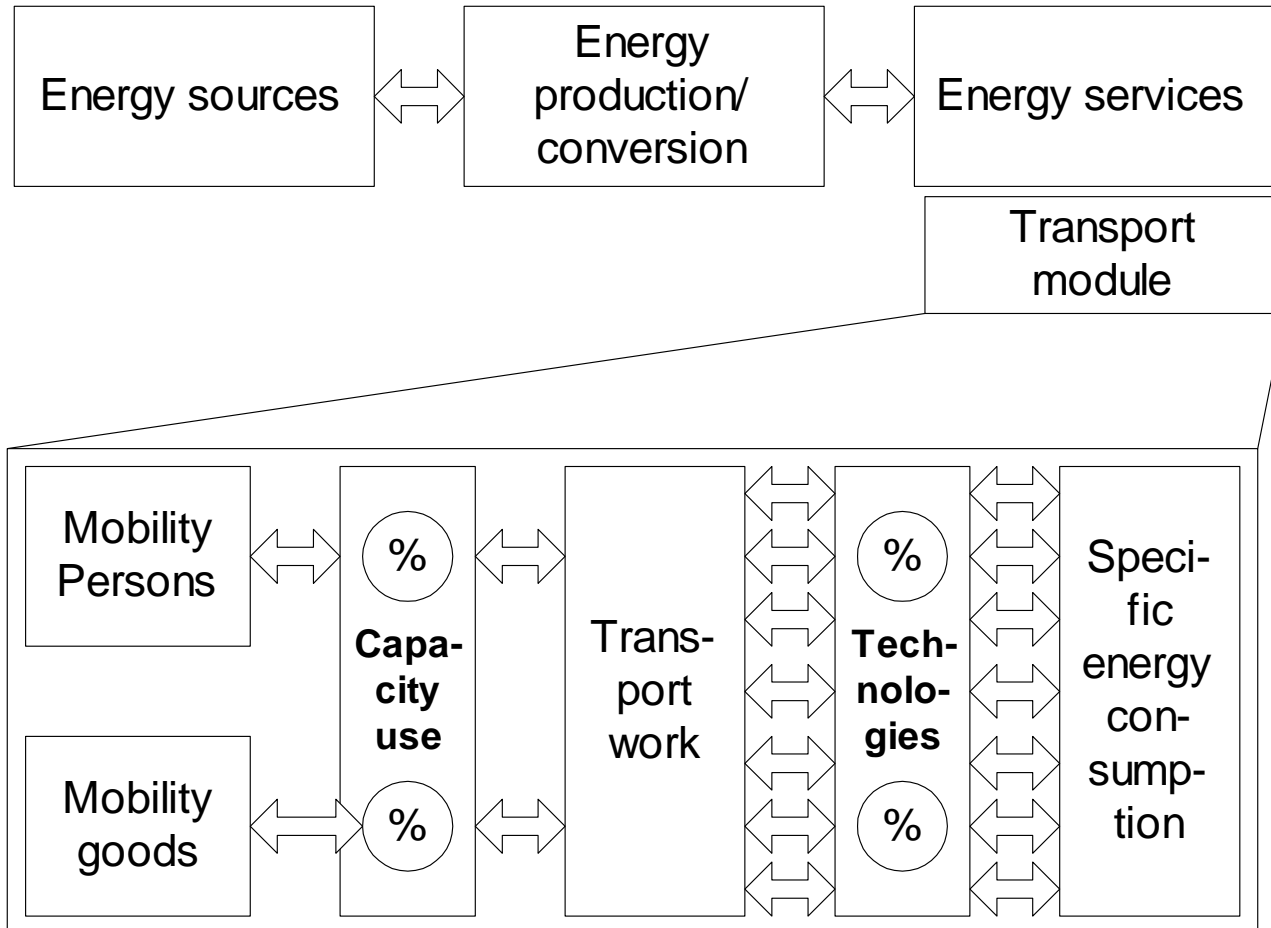 Energy sources
Energy
production/
conversion
Energy services
Transport
module
Mobility
Persons
Mobility
goods
%
Capa-
city
use
%
Trans-
port
work
%
Tech-
nolo-
gies
%
Speci-
fic
energy
con-
sump-
tion